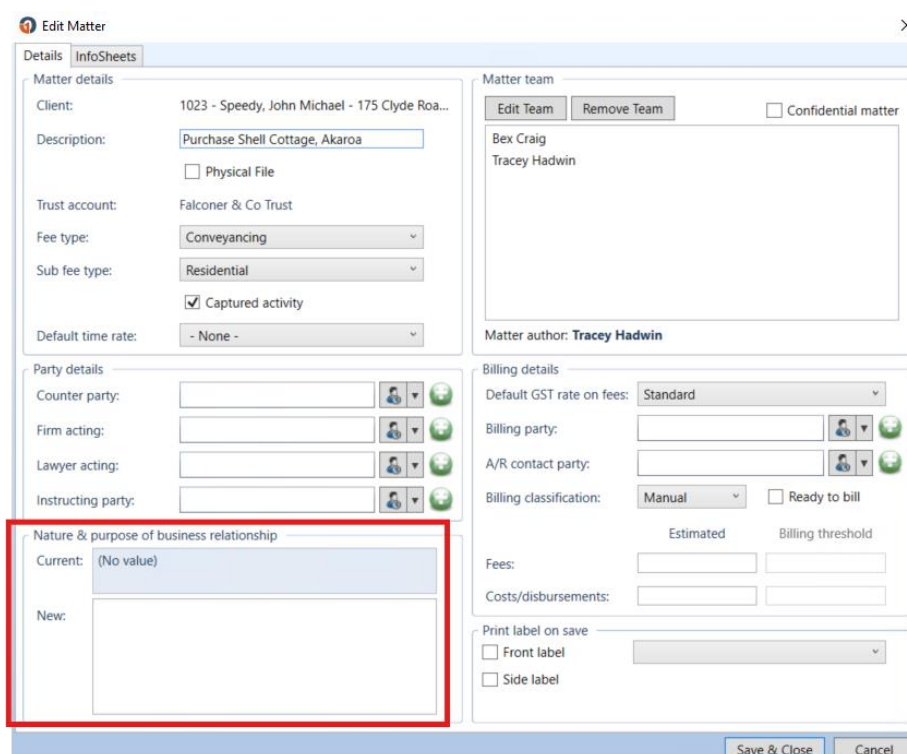 Edit Matter
Details InfoSheets
Matter details
Client: 1023 - Speedy, John Michael - 175 Clyde Roa...
Description: Purchase Shell Cottage, Akaroa
Physical File
Trust account: Falconer & Co Trust
Fee type: Conveyancing
Sub fee type: Residential
Captured activity
Default time rate: - None -
Matter team
Edit Team Remove Team Confidential matter
Bex Craig
Tracey Hadwin
Matter author: Tracey Hadwin
Party details
Counter party:
Firm acting:
Lawyer acting:
Instructing party:
Billing details
Default GST rate on fees: Standard
Billing party:
A/R contact party:
Billing classification: Manual Ready to bill
Estimated Billing threshold
Fees:
Costs/disbursements:
Nature & purpose of business relationship
Current: (No value)
New:
Print label on save
Front label
Side label
Save & Close Cancel